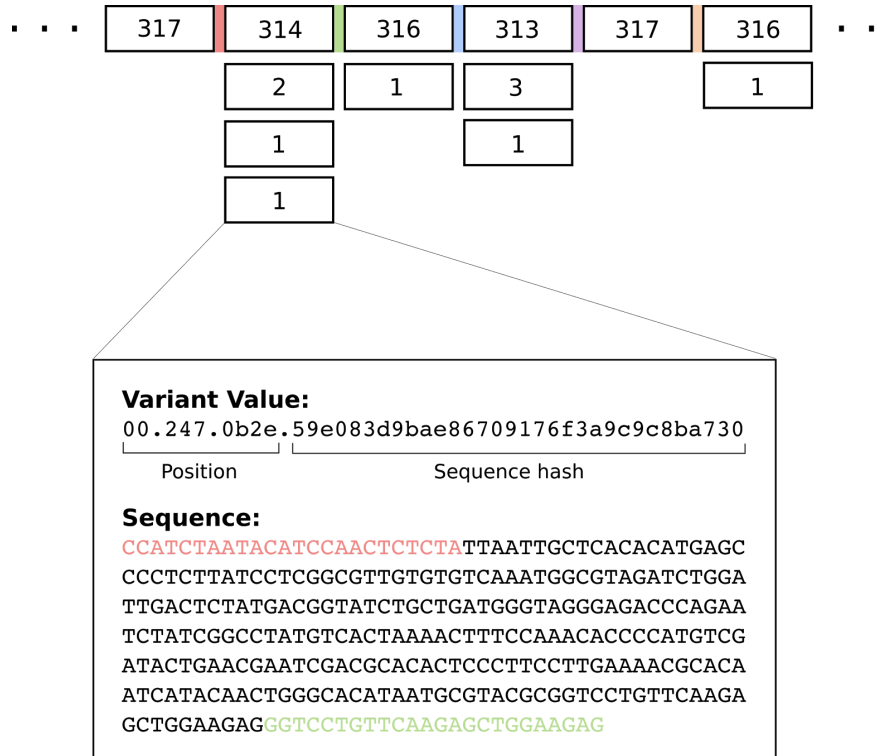 . . . 317 314 316 313 317 316 . .
2 1 3 1
1 1
1
Variant Value:
00.247.0b2e.59e083d9bae86709176f3a9c9c8ba730
Position Sequence hash
Sequence:
CCATCTAATACATCCAACTCTCTATTAATTGCTCACACATGAGC
CCCTCTTATCCTCGGCGTTGTGTGTCAAATGGCGTAGATCTGGA
TTGACTCTATGACGGTATCTGCTGATGGGTAGGGAGACCCAGAA
TCTATCGGCCTATGTCACTAAAACTTTCCAAACACCCCATGTCG
ATACTGAACGAATCGACGCACACTCCCTTCCTTGAAAACGCACA
ATCATACAACTGGGCACATAATGCGTACGCGGTCCTGTTCAAGA
GCTGGAAGAGGGTCCTGTTCAAGAGCTGGAAGAG